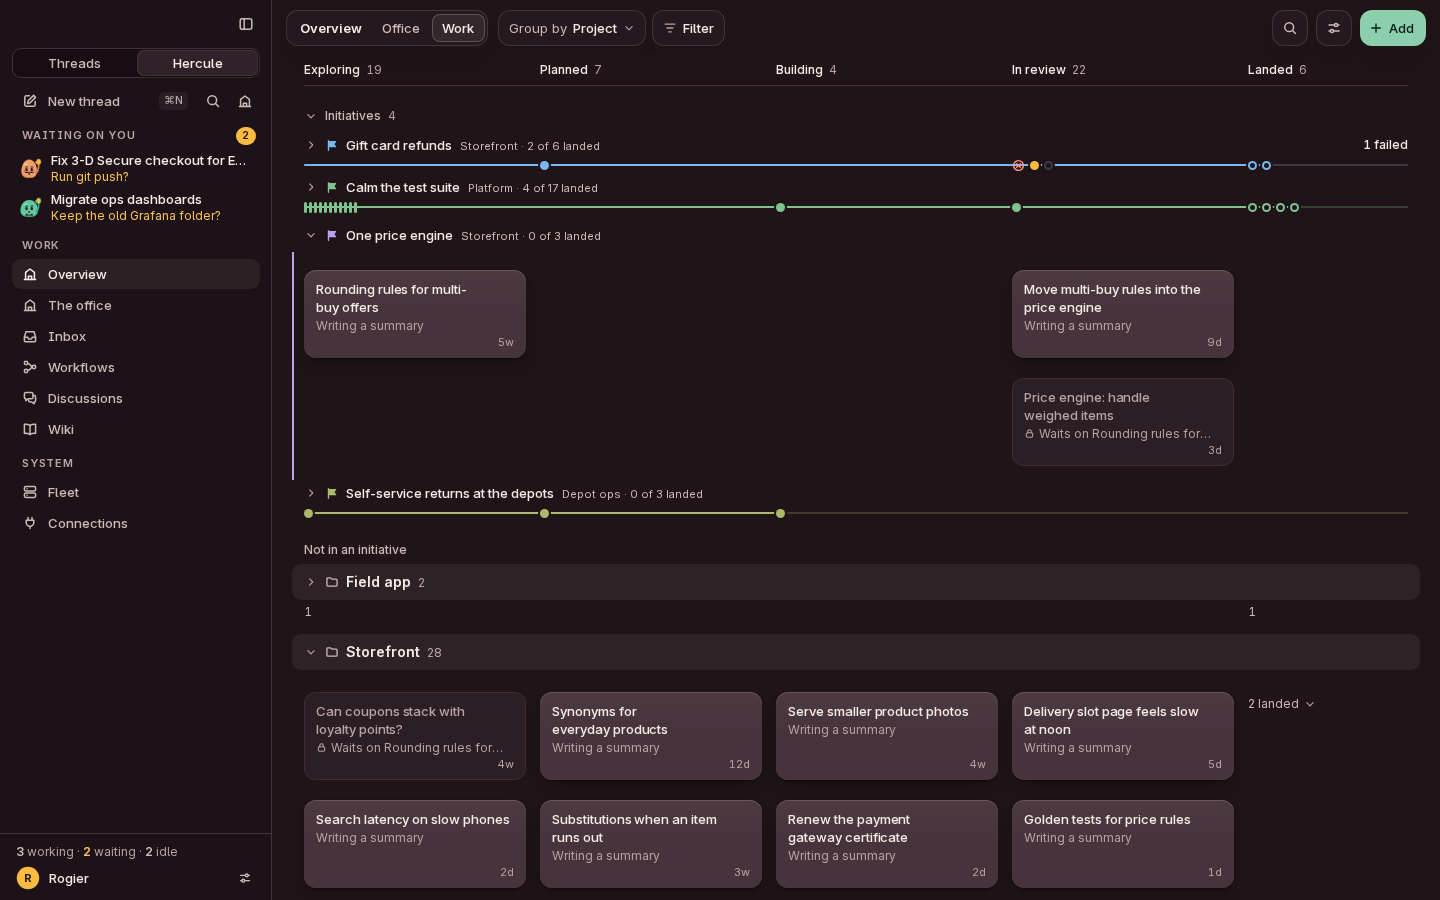 Threads
Hercule
New thread
⌘N
WAITING ON YOU
2
Fix 3-D Secure checkout for E…
Run git push?
Migrate ops dashboards
Keep the old Grafana folder?
WORK
Overview
The office
Inbox
Workflows
Discussions
Wiki
SYSTEM
Fleet
Connections
3 working · 2 waiting · 2 idle
R
Rogier
Overview
Office
Work
Group by Project
Filter
Add
Exploring 19
Planned 7
Building 4
In review 22
Landed 6
Initiatives 4
Gift card refunds Storefront · 2 of 6 landed
1 failed
Calm the test suite Platform · 4 of 17 landed
One price engine Storefront · 0 of 3 landed
Rounding rules for multi-
buy offers
Writing a summary
5w
Move multi-buy rules into the
price engine
Writing a summary
9d
Price engine: handle
weighed items
Waits on Rounding rules for…
3d
Self-service returns at the depots Depot ops · 0 of 3 landed
Not in an initiative
Field app 2
1
1
Storefront 28
Can coupons stack with
loyalty points?
Waits on Rounding rules for…
4w
Synonyms for
everyday products
Writing a summary
12d
Serve smaller product photos
Writing a summary
4w
Delivery slot page feels slow
at noon
Writing a summary
5d
2 landed
Search latency on slow phones
Writing a summary
2d
Substitutions when an item
runs out
Writing a summary
3w
Renew the payment
gateway certificate
Writing a summary
2d
Golden tests for price rules
Writing a summary
1d